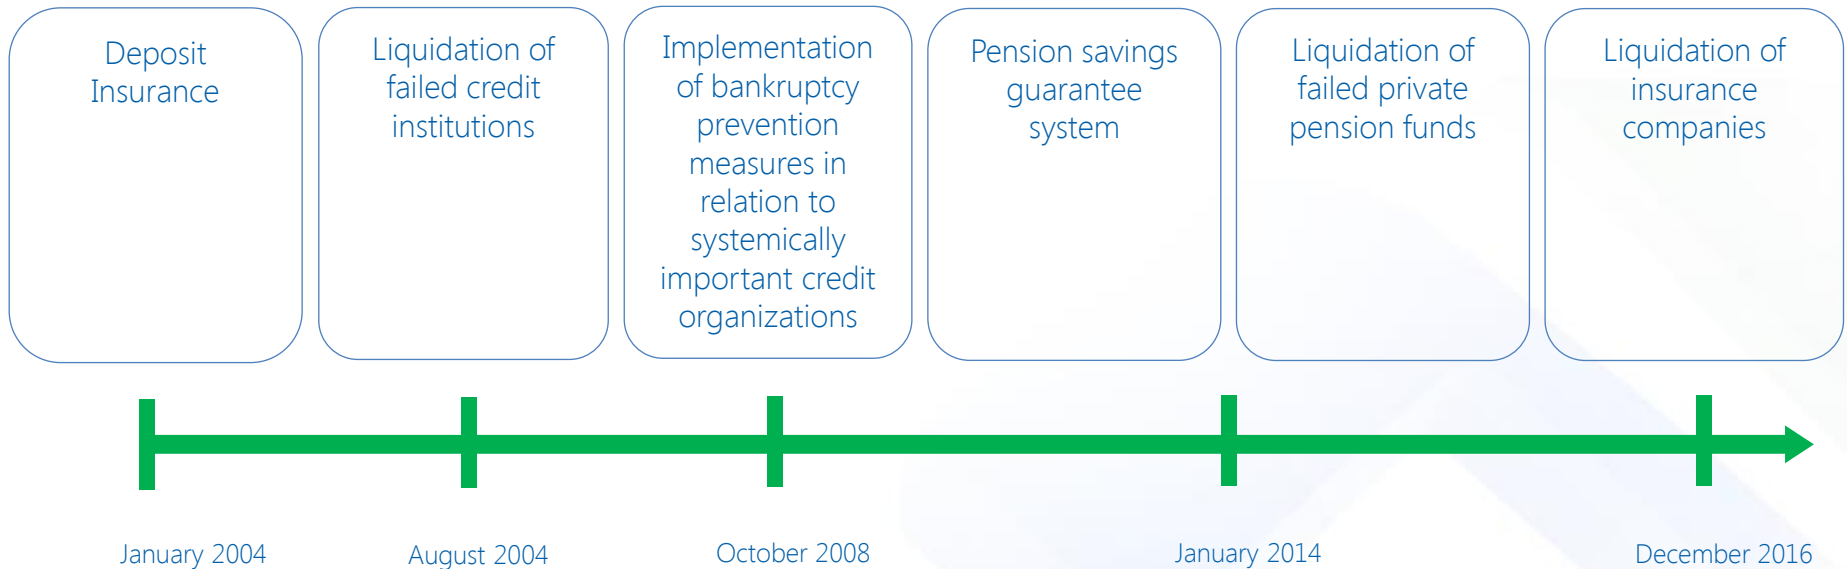 Deposit
Insurance
Liquidation of
failed credit
institutions
Implementation
of bankruptcy
prevention
measures in
relation to
systemically
important credit
organizations
Pension savings
guarantee
system
Liquidation of
failed private
pension funds
Liquidation of
insurance
companies
January 2004
August 2004
October 2008
January 2014
December 2016